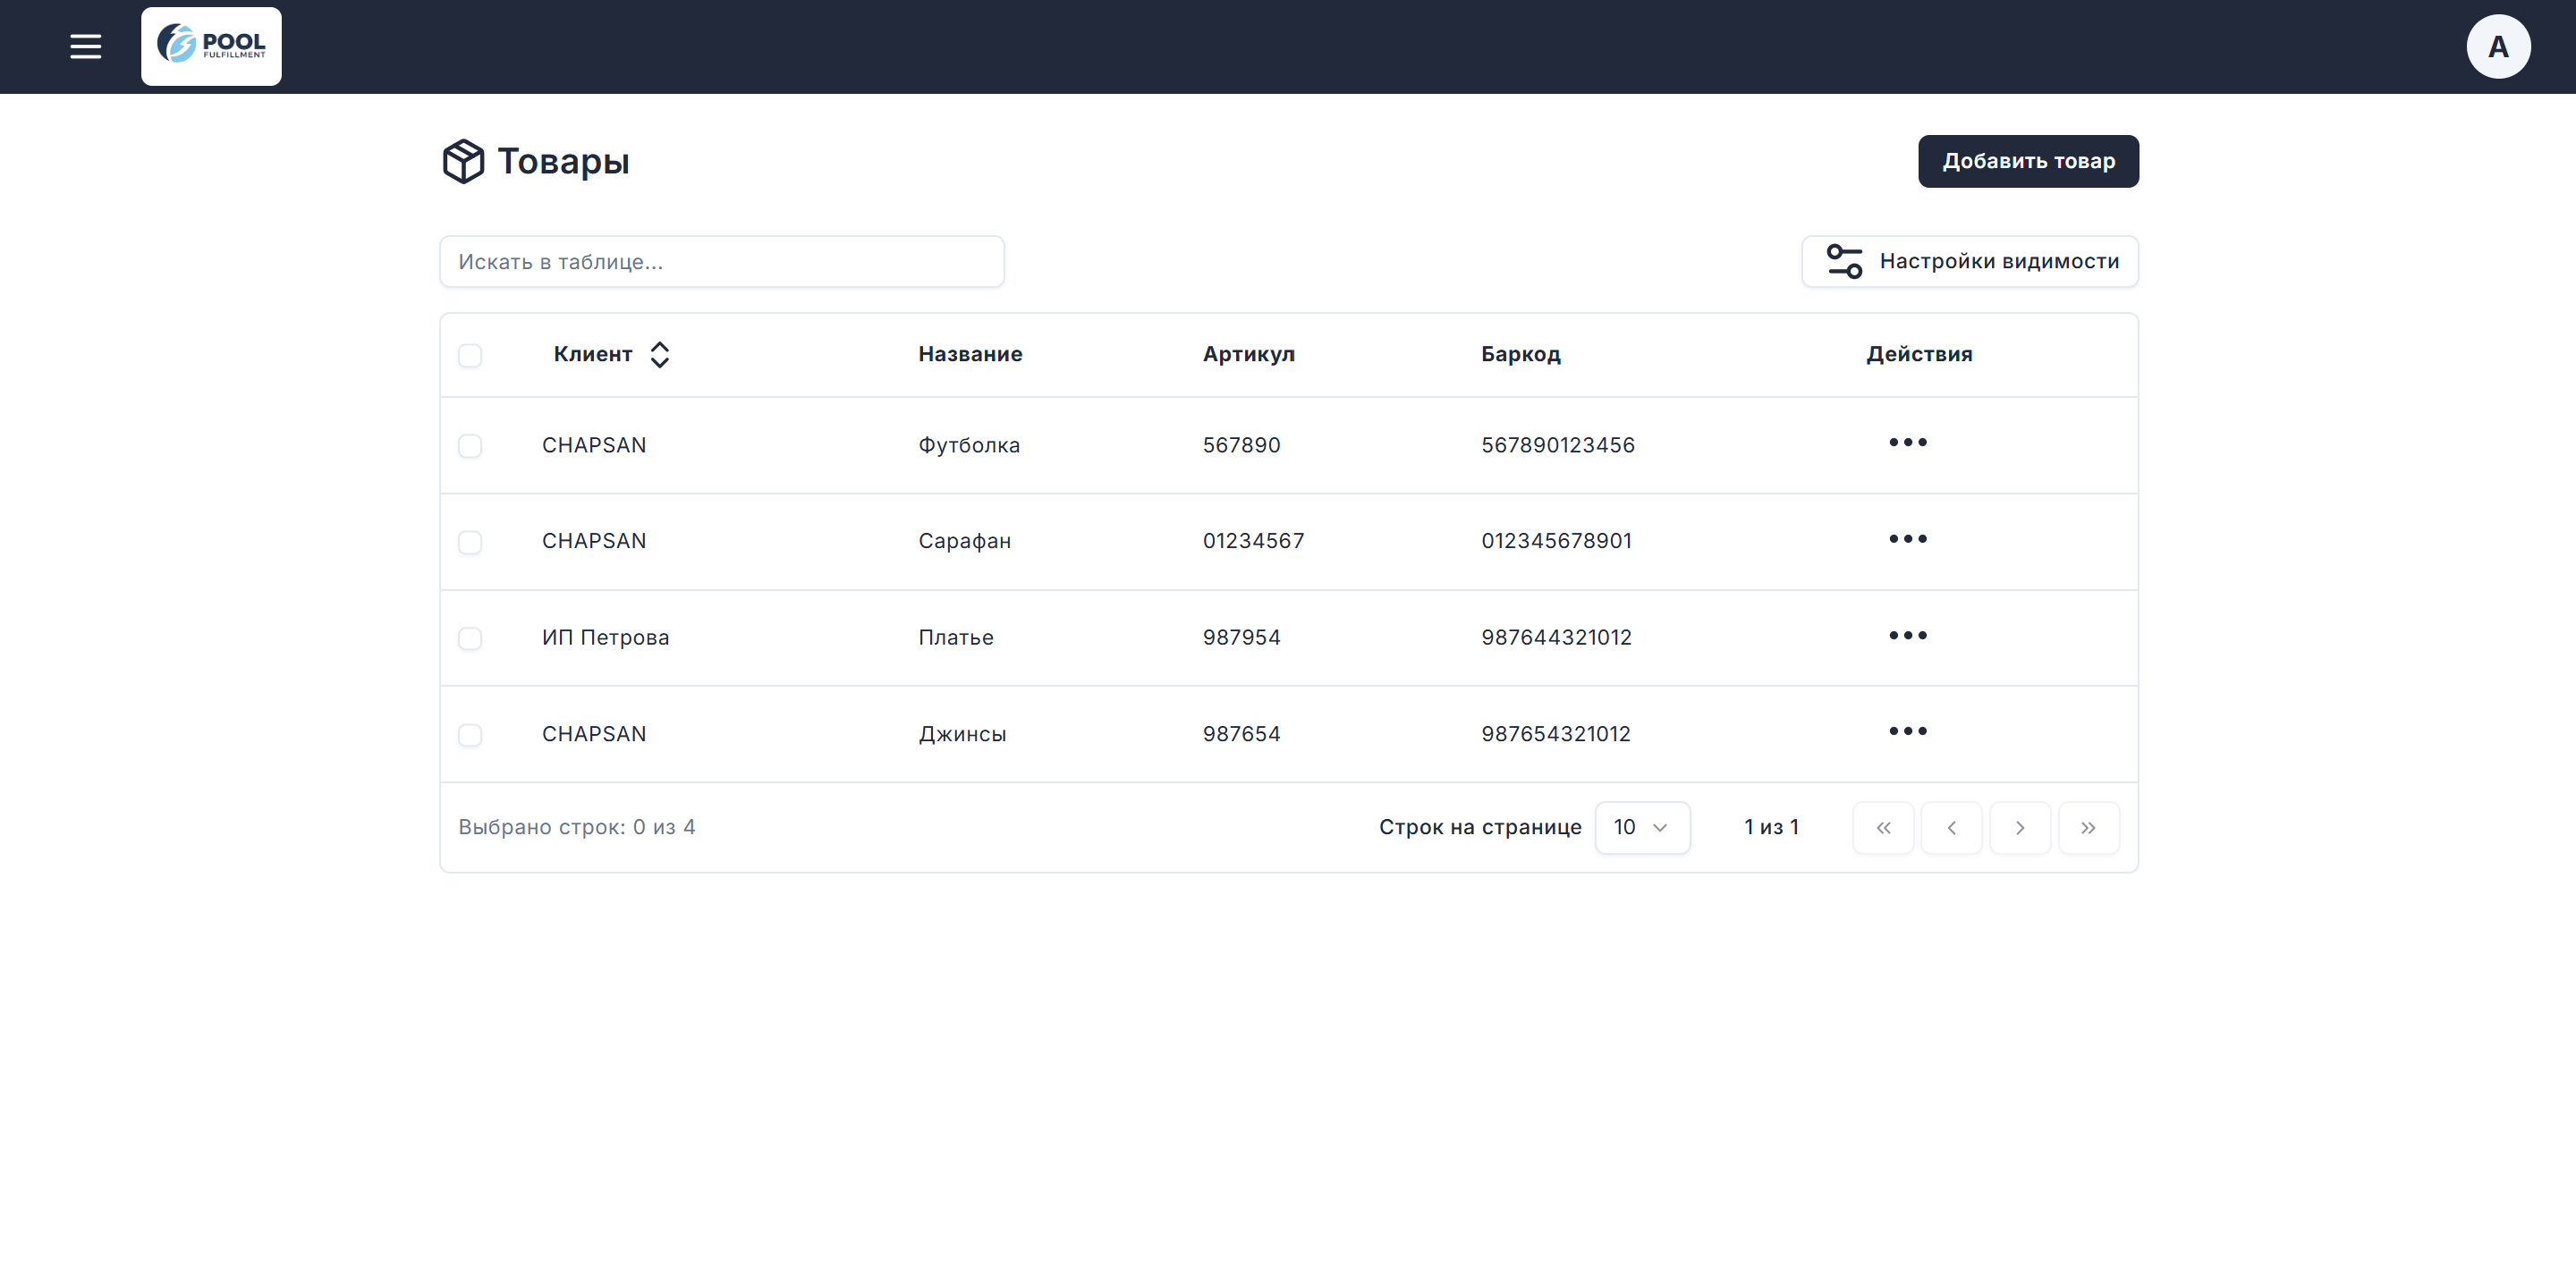 POOL
FULFILLMENT
A
Товары
Добавить товар
Искать в таблице...
Настройки видимости
Клиент Название Артикул Баркод Действия
CHAPSAN Футболка 567890 567890123456
CHAPSAN Сарафан 01234567 012345678901
ИП Петрова Платье 987954 987644321012
CHAPSAN Джинсы 987654 987654321012
Выбрано строк: 0 из 4 Строк на странице 10 1 из 1